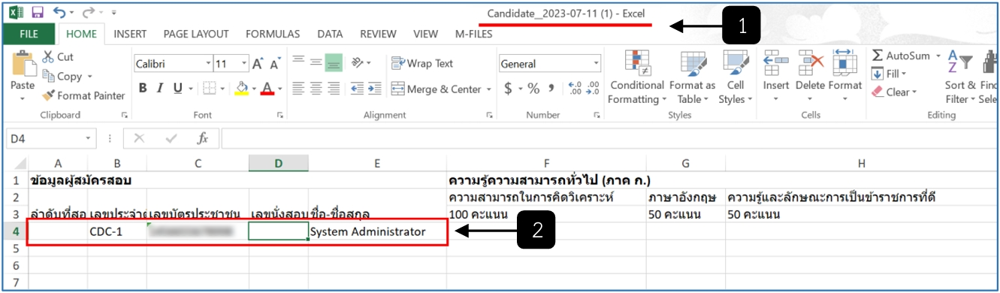 Candidate_2023-07-11 (1) - Excel
1
FILE HOME INSERT PAGE LAYOUT FORMULAS DATA REVIEW VIEW M-FILES
Cut
Copy
Format Painter
Paste
Clipboard
Calibri 11
B I U
Font
Wrap Text
Merge & Center
Alignment
General
$ % ,
Number
Conditional Formatting
Format as Table
Cell Styles
Styles
Insert Delete Format
Cells
AutoSum
Fill
Clear
Sort & Filter
Find
Sele
Editing
D4
fx
A B C D E F G H
1 ข้อมูลผู้สมัครสอบ ความรู้ความสามารถทั่วไป (ภาค ก.)
2 ความสามารถในการคิดวิเคราะห์ ภาษาอังกฤษ ความรู้และลักษณะการเป็นข้าราชการที่ดี
3 ลำดับที่สอ เลขประจำต เลขบัตรประชาชน เลขนั่งสอบ ชื่อ-ชื่อสกุล 100 คะแนน 50 คะแนน 50 คะแนน
4 CDC-1 System Administrator
2
5
6
7